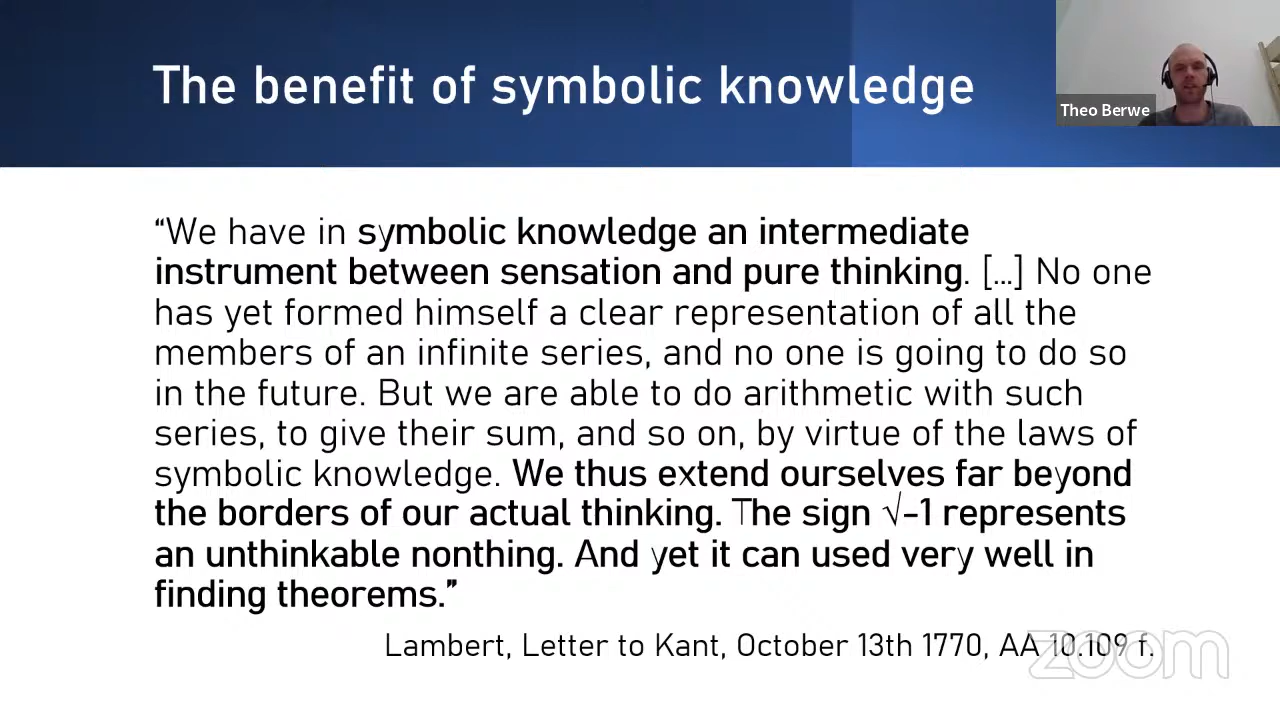 The benefit of symbolic knowledge
Theo Berwe
“We have in symbolic knowledge an intermediate
instrument between sensation and pure thinking. [...] No one
has yet formed himself a clear representation of all the
members of an infinite series, and no one is going to do so
in the future. But we are able to do arithmetic with such
series, to give their sum, and so on, by virtue of the laws of
symbolic knowledge. We thus extend ourselves far beyond
the borders of our actual thinking. The sign √-1 represents
an unthinkable nonthing. And yet it can used very well in
finding theorems.”
Lambert, Letter to Kant, October 13th 1770, AA 10.109 f.
zoom